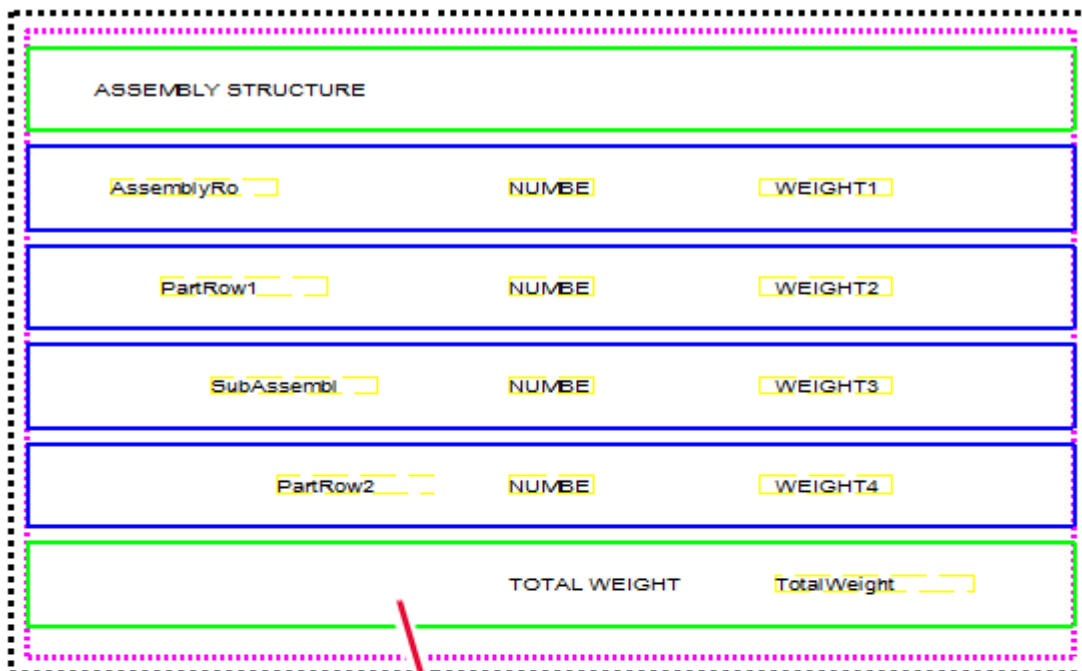 ASSEMBLY STRUCTURE
AssemblyRo NUMBE WEIGHT1
PartRow1 NUMBE WEIGHT2
SubAssembl NUMBE WEIGHT3
PartRow2 NUMBE WEIGHT4
TOTAL WEIGHT TotalWeight